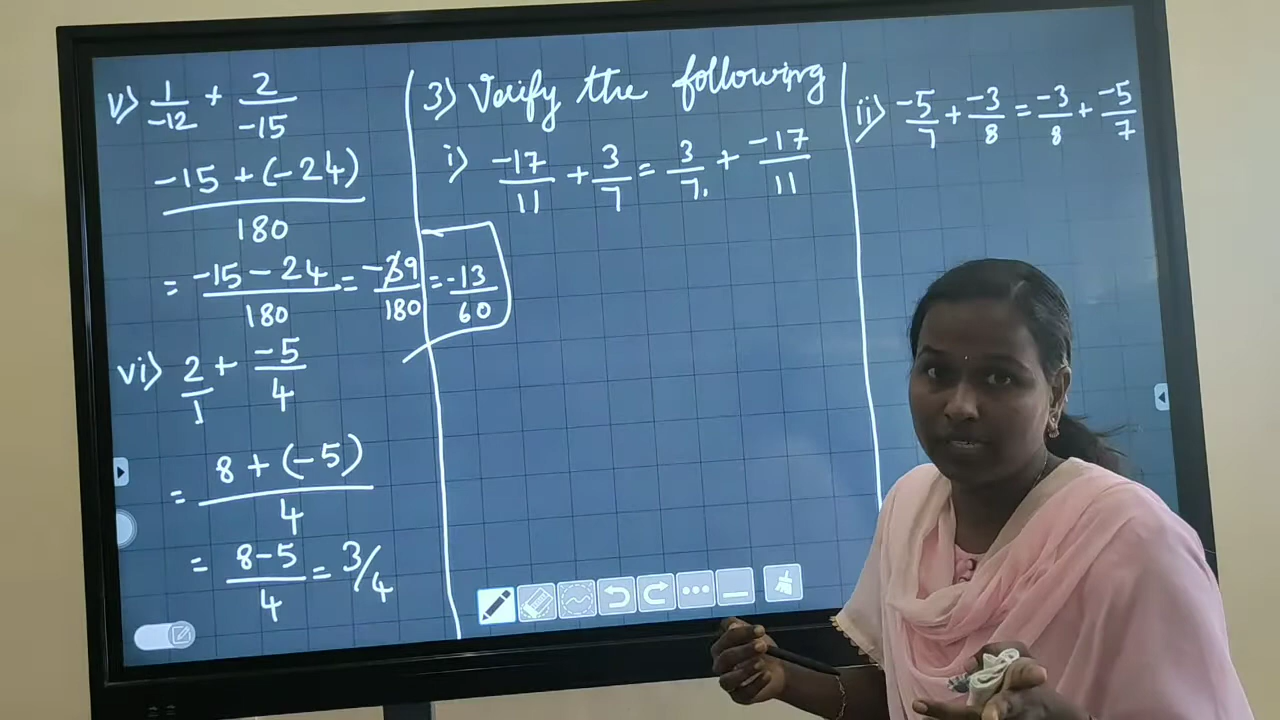 v) 1/-12 + 2/-15
-15 + (-24) / 180
= -15 - 24 / 180 = -39/180 = -13/60
vi) 2/1 + -5/4
= 8 + (-5) / 4
= 8-5 / 4 = 3/4
3) Verify the following
i) -17/11 + 3/7 = 3/7 + -17/11
ii) -5/7 + -3/8 = -3/8 + -5/7